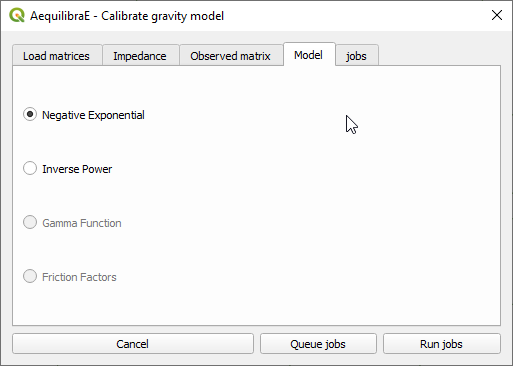 AequilibraE - Calibrate gravity model
Load matrices Impedance Observed matrix Model jobs
Negative Exponential
Inverse Power
Gamma Function
Friction Factors
Cancel Queue jobs Run jobs